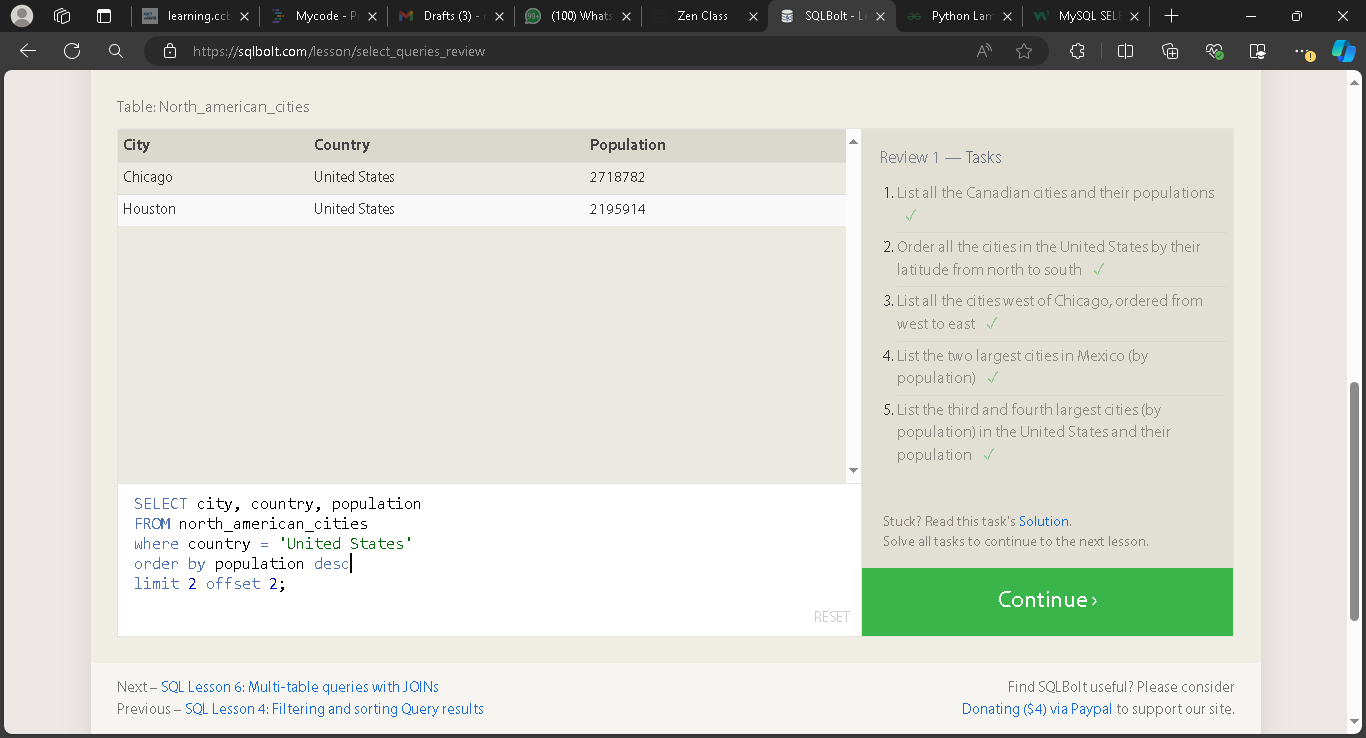 learning.ccb
Mycode - P
Drafts (3) -
99+
(100) Whats
Zen Class
SQLBolt - L
Python Lam
MySQL SELE
https://sqlbolt.com/lesson/select_queries_review
Table: North_american_cities
City Country Population
Chicago United States 2718782
Houston United States 2195914
Review 1 — Tasks
1. List all the Canadian cities and their populations
✓
2. Order all the cities in the United States by their
latitude from north to south ✓
3. List all the cities west of Chicago, ordered from
west to east ✓
4. List the two largest cities in Mexico (by
population) ✓
5. List the third and fourth largest cities (by
population) in the United States and their
population ✓
Stuck? Read this task's Solution.
Solve all tasks to continue to the next lesson.
Continue ›
SELECT city, country, population
FROM north_american_cities
where country = 'United States'
order by population desc
limit 2 offset 2;
RESET
Next – SQL Lesson 6: Multi-table queries with JOINs
Previous – SQL Lesson 4: Filtering and sorting Query results
Find SQLBolt useful? Please consider
Donating ($4) via Paypal to support our site.